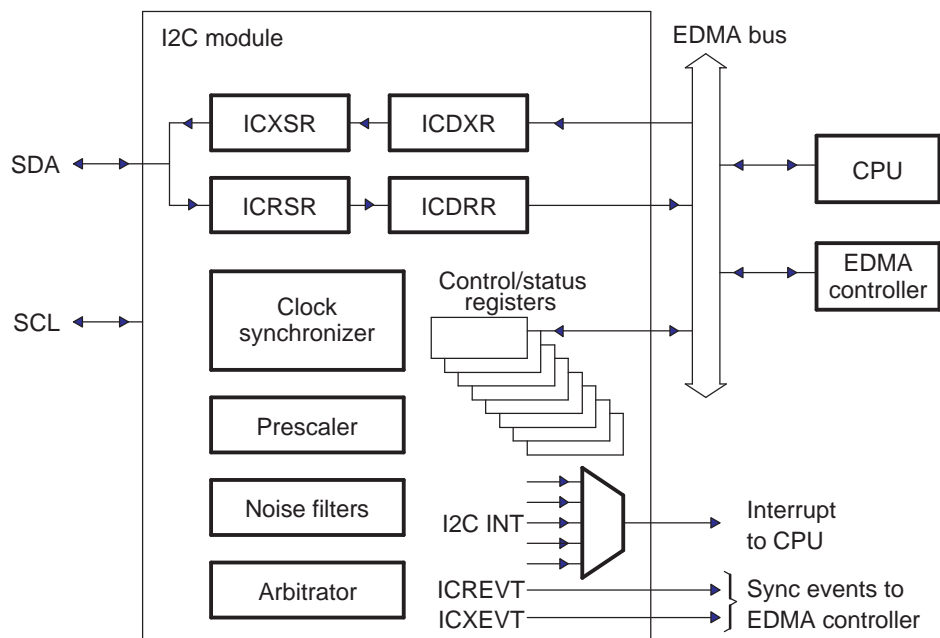 I2C module
EDMA bus
ICXSR
ICDXR
SDA
CPU
ICRSR
ICDRR
EDMA
controller
Control/status
registers
Clock
synchronizer
SCL
Prescaler
Noise filters
I2C INT
Interrupt
to CPU
Arbitrator
ICREVT
ICXEVT
Sync events to
EDMA controller